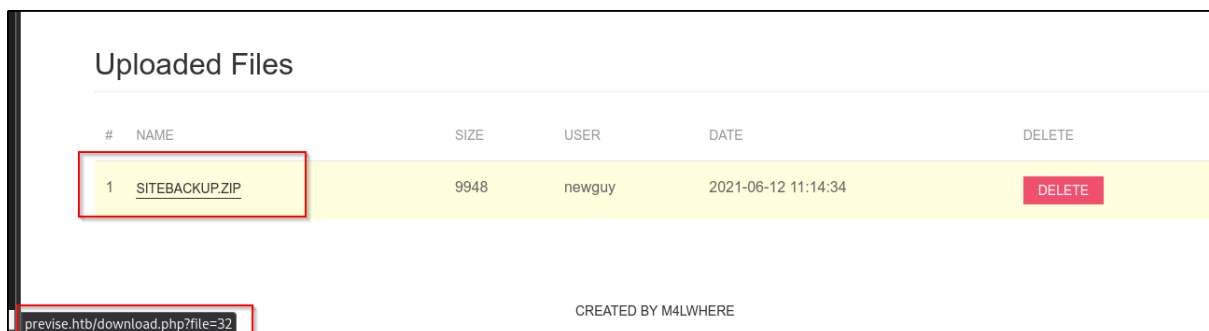 Uploaded Files
# NAME SIZE USER DATE DELETE
1 SITEBACKUP.ZIP 9948 newguy 2021-06-12 11:14:34 DELETE
CREATED BY M4LWHERE
previse.htb/download.php?file=32